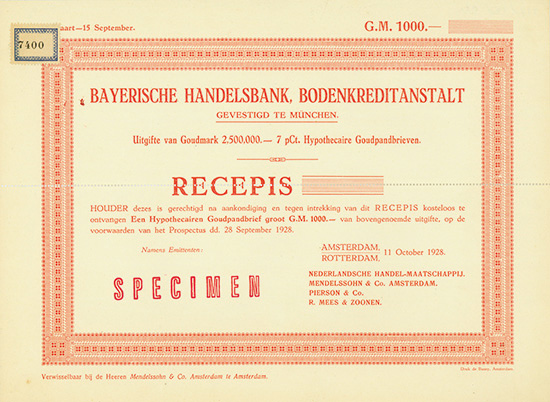 aart—15 September.
G.M. 1000.—
7400
BAYERISCHE HANDELSBANK, BODENKREDITANSTALT
GEVESTIGD TE MÜNCHEN.
Uitgifte van Goudmark 2.500.000.— 7 pCt. Hypothecaire Goudpandbrieven.
RECEPIS
HOUDER dezes is gerechtigd na aankondiging en tegen intrekking van dit RECEPIS kosteloos te
ontvangen Een Hypothecairen Goudpandbrief groot G.M. 1000.— van bovengenoemde uitgifte, op de
voorwaarden van het Prospectus dd. 28 September 1928.
Namens Emittenten:
AMSTERDAM,
ROTTERDAM,
11 October 1928.
NEDERLANDSCHE HANDEL-MAATSCHAPPIJ.
MENDELSSOHN & Co. AMSTERDAM.
PIERSON & Co.
R. MEES & ZOONEN.
SPECIMEN
Druk de Bussy, Amsterdam.
Verwisselbaar bij de Heeren Mendelssohn & Co. Amsterdam te Amsterdam.